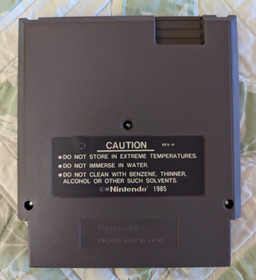 CAUTION REV-A
●DO NOT STORE IN EXTREME TEMPERATURES.
●DO NOT IMMERSE IN WATER.
●DO NOT CLEAN WITH BENZENE, THINNER,
ALCOHOL OR OTHER SUCH SOLVENTS.
©®Nintendo® 1985
Nintendo